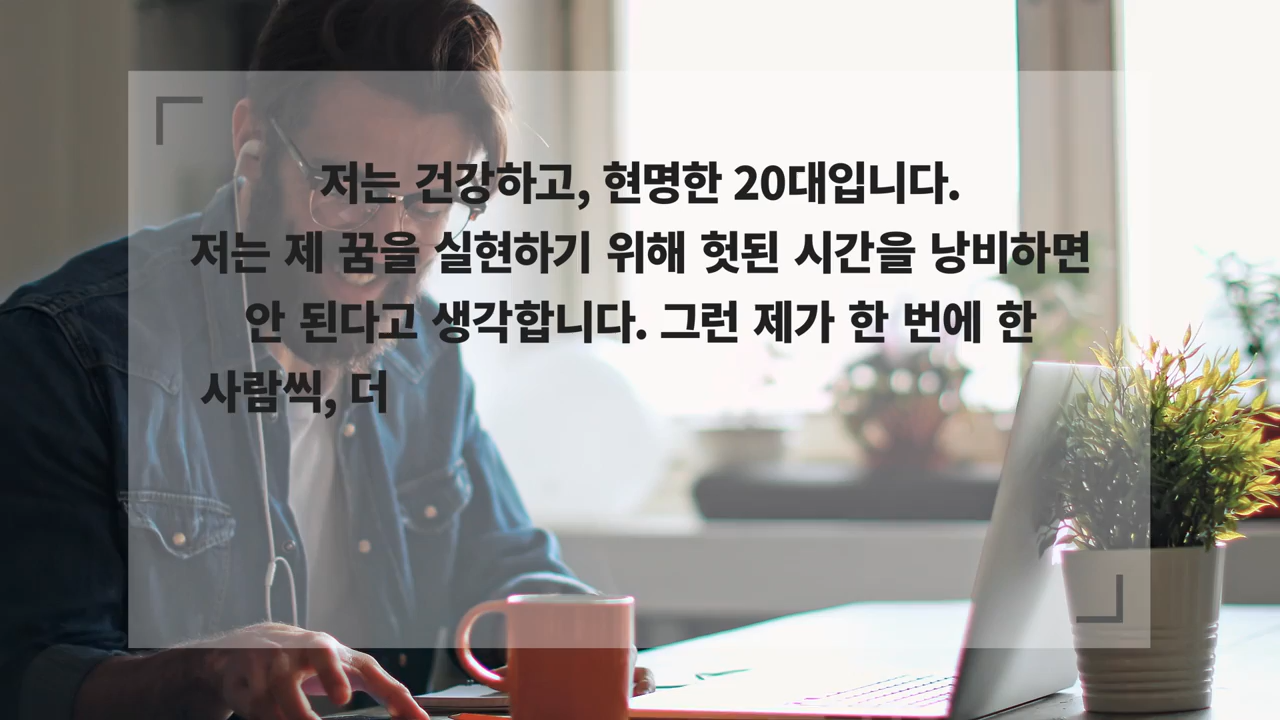 저는 건강하고, 현명한 20대입니다.
저는 제 꿈을 실현하기 위해 헛된 시간을 낭비하면
안 된다고 생각합니다. 그런 제가 한 번에 한
사람씩, 더